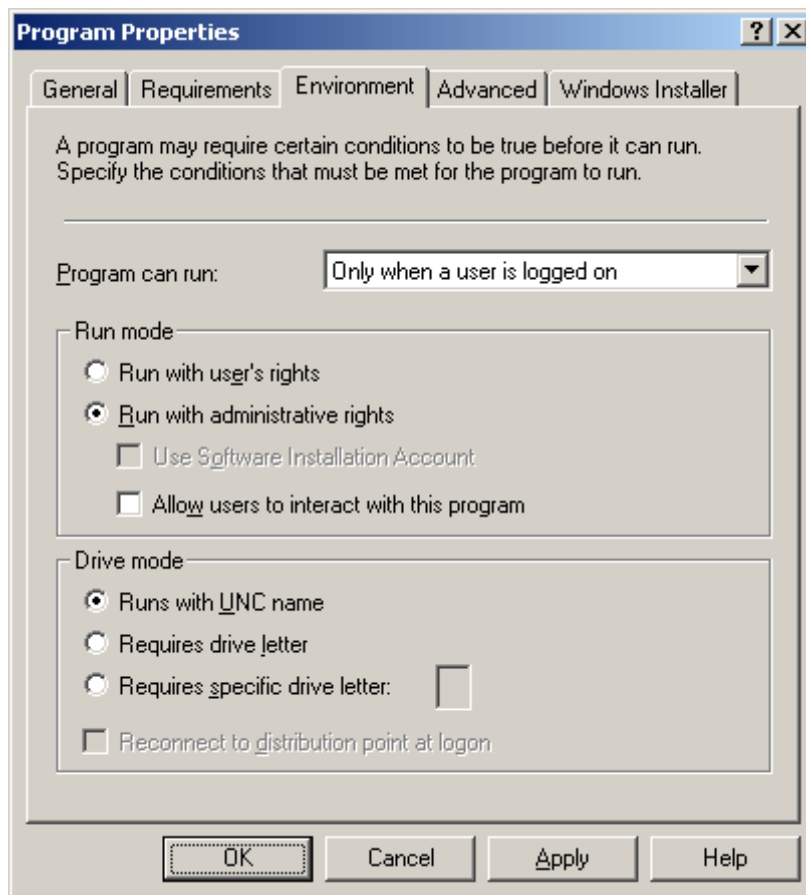 Program Properties
General Requirements Environment Advanced Windows Installer
A program may require certain conditions to be true before it can run.
Specify the conditions that must be met for the program to run.
Program can run: Only when a user is logged on
Run mode
Run with user's rights
Run with administrative rights
Use Software Installation Account
Allow users to interact with this program
Drive mode
Runs with UNC name
Requires drive letter
Requires specific drive letter:
Reconnect to distribution point at logon
OK Cancel Apply Help